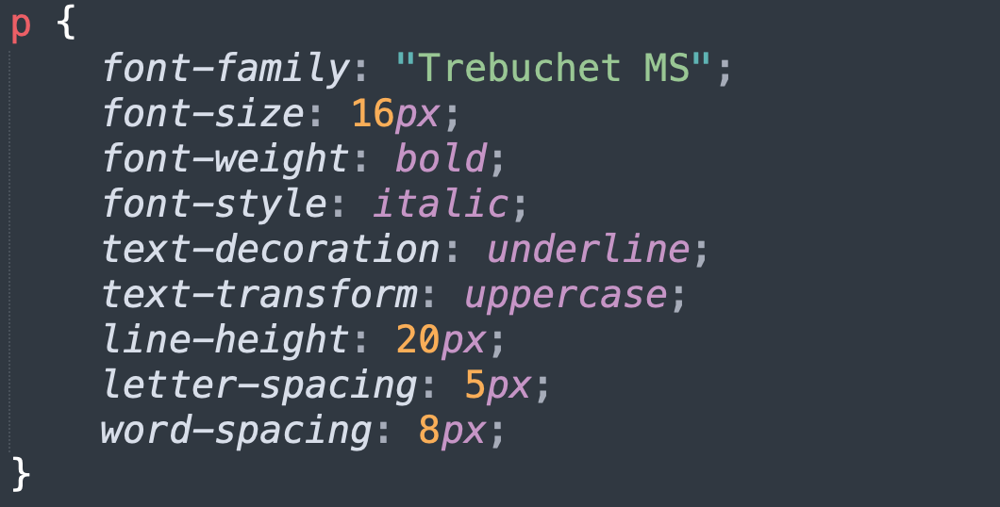 p {
    font-family: "Trebuchet MS";
    font-size: 16px;
    font-weight: bold;
    font-style: italic;
    text-decoration: underline;
    text-transform: uppercase;
    line-height: 20px;
    letter-spacing: 5px;
    word-spacing: 8px;
}